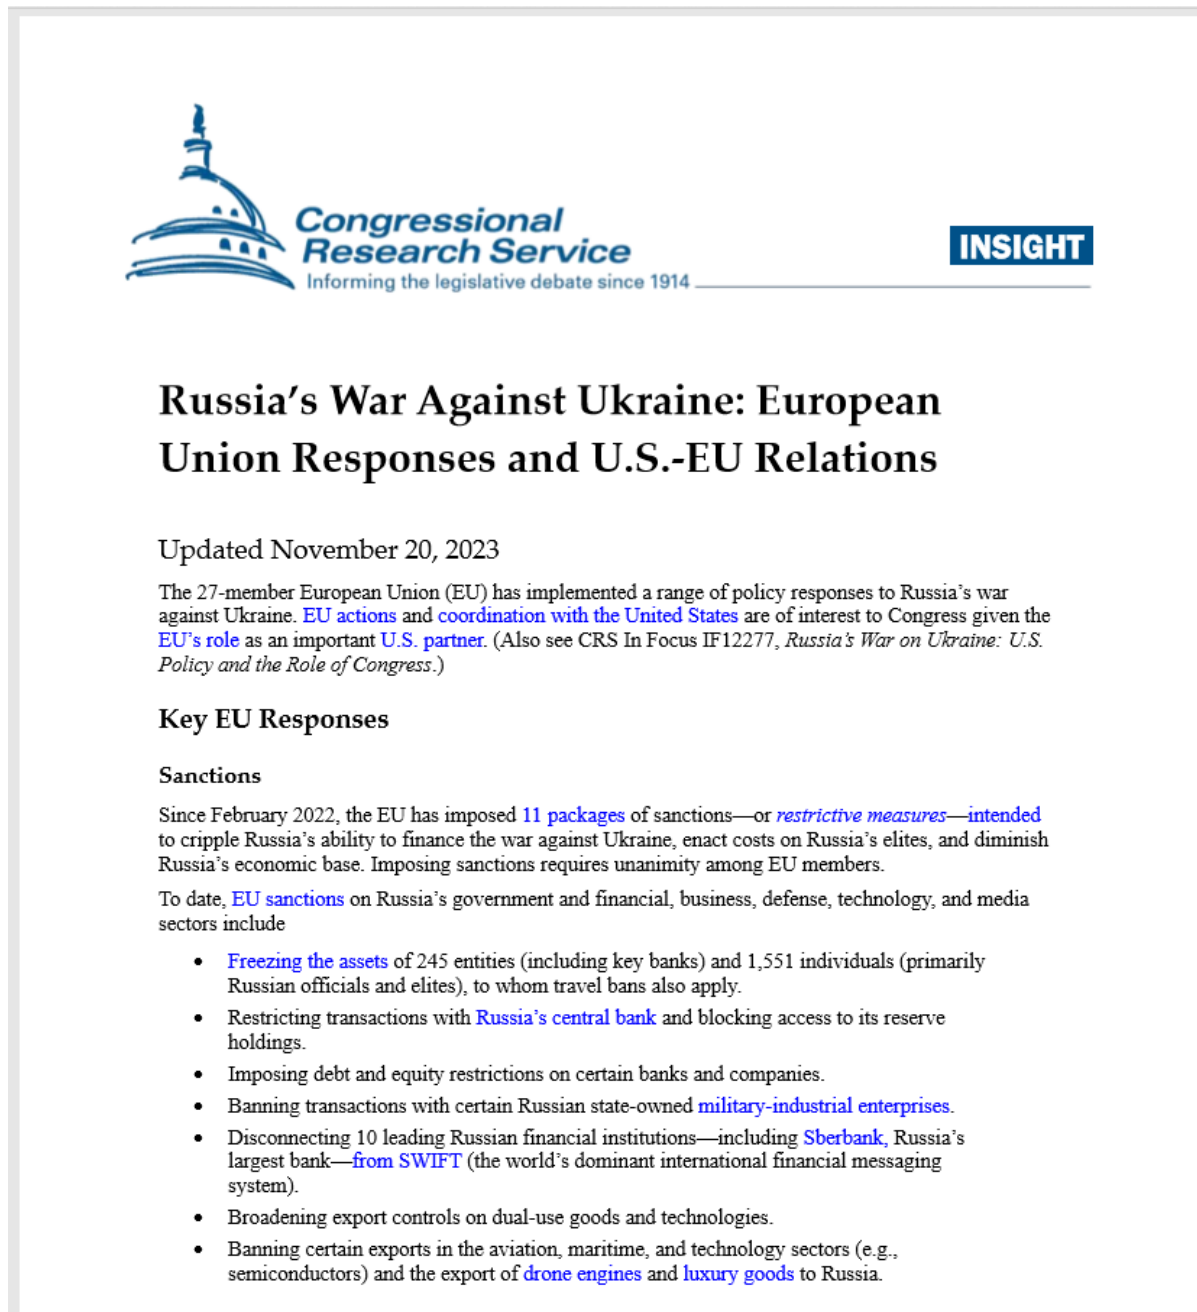 Congressional
Research Service
Informing the legislative debate since 1914
INSIGHT
Russia’s War Against Ukraine: European
Union Responses and U.S.-EU Relations
Updated November 20, 2023
The 27-member European Union (EU) has implemented a range of policy responses to Russia’s war
against Ukraine. EU actions and coordination with the United States are of interest to Congress given the
EU’s role as an important U.S. partner. (Also see CRS In Focus IF12277, Russia’s War on Ukraine: U.S.
Policy and the Role of Congress.)
Key EU Responses
Sanctions
Since February 2022, the EU has imposed 11 packages of sanctions—or restrictive measures—intended
to cripple Russia’s ability to finance the war against Ukraine, enact costs on Russia’s elites, and diminish
Russia’s economic base. Imposing sanctions requires unanimity among EU members.
To date, EU sanctions on Russia’s government and financial, business, defense, technology, and media
sectors include
• Freezing the assets of 245 entities (including key banks) and 1,551 individuals (primarily
Russian officials and elites), to whom travel bans also apply.
• Restricting transactions with Russia’s central bank and blocking access to its reserve
holdings.
• Imposing debt and equity restrictions on certain banks and companies.
• Banning transactions with certain Russian state-owned military-industrial enterprises.
• Disconnecting 10 leading Russian financial institutions—including Sberbank, Russia’s
largest bank—from SWIFT (the world’s dominant international financial messaging
system).
• Broadening export controls on dual-use goods and technologies.
• Banning certain exports in the aviation, maritime, and technology sectors (e.g.,
semiconductors) and the export of drone engines and luxury goods to Russia.